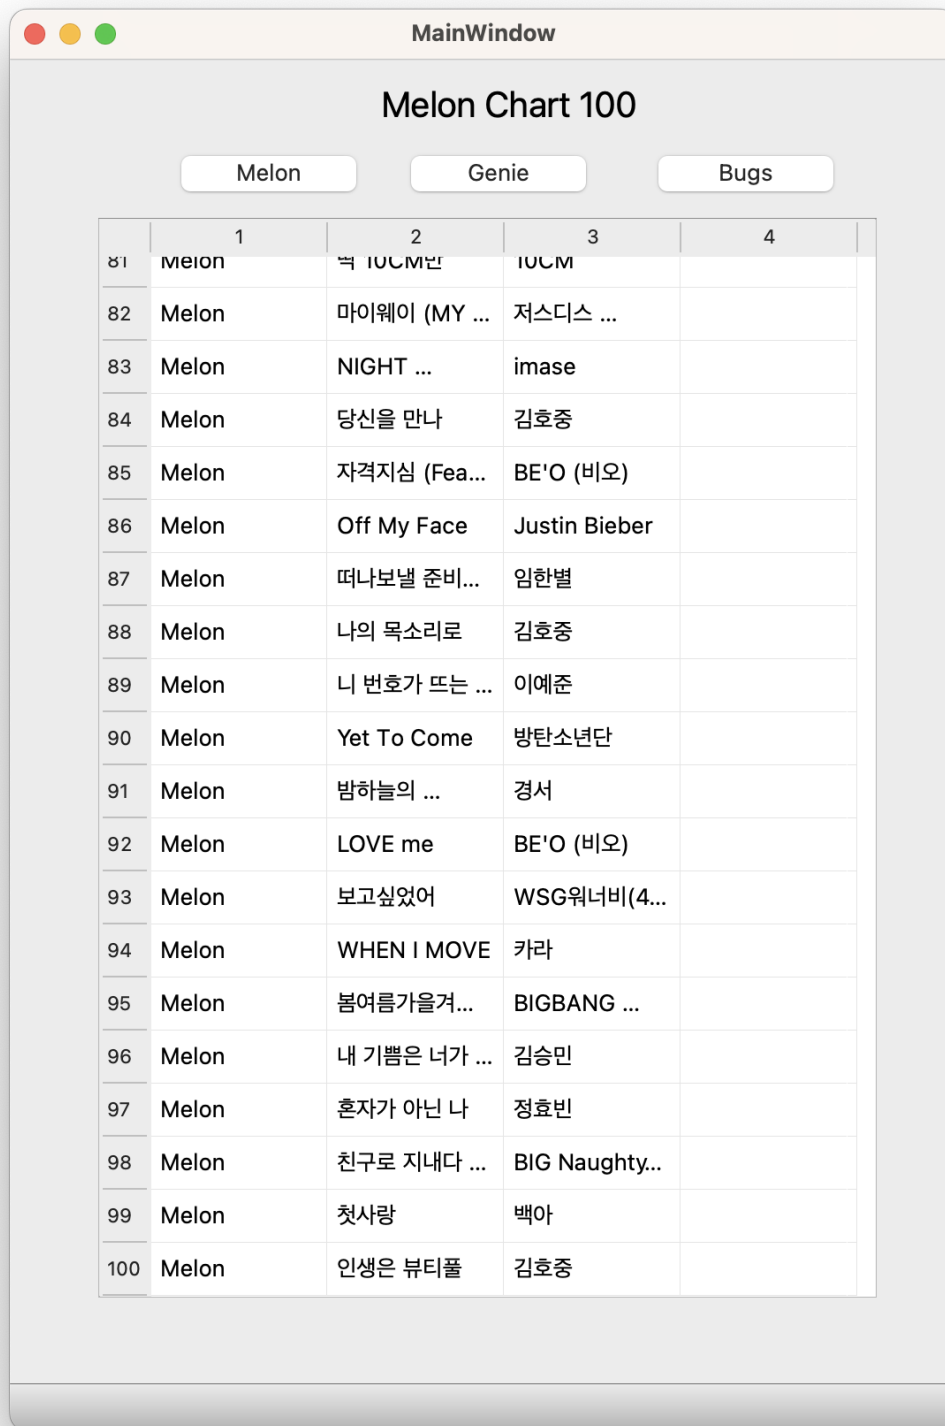 MainWindow
Melon Chart 100
Melon Genie Bugs
1 2 3 4
81 Melon 딱 10CM만 10CM
82 Melon 마이웨이 (MY ... 저스디스 ...
83 Melon NIGHT ... imase
84 Melon 당신을 만나 김호중
85 Melon 자격지심 (Fea... BE'O (비오)
86 Melon Off My Face Justin Bieber
87 Melon 떠나보낼 준비... 임한별
88 Melon 나의 목소리로 김호중
89 Melon 니 번호가 뜨는 ... 이예준
90 Melon Yet To Come 방탄소년단
91 Melon 밤하늘의 ... 경서
92 Melon LOVE me BE'O (비오)
93 Melon 보고싶었어 WSG워너비(4...
94 Melon WHEN I MOVE 카라
95 Melon 봄여름가을겨... BIGBANG ...
96 Melon 내 기쁨은 너가 ... 김승민
97 Melon 혼자가 아닌 나 정효빈
98 Melon 친구로 지내다 ... BIG Naughty...
99 Melon 첫사랑 백아
100 Melon 인생은 뷰티풀 김호중